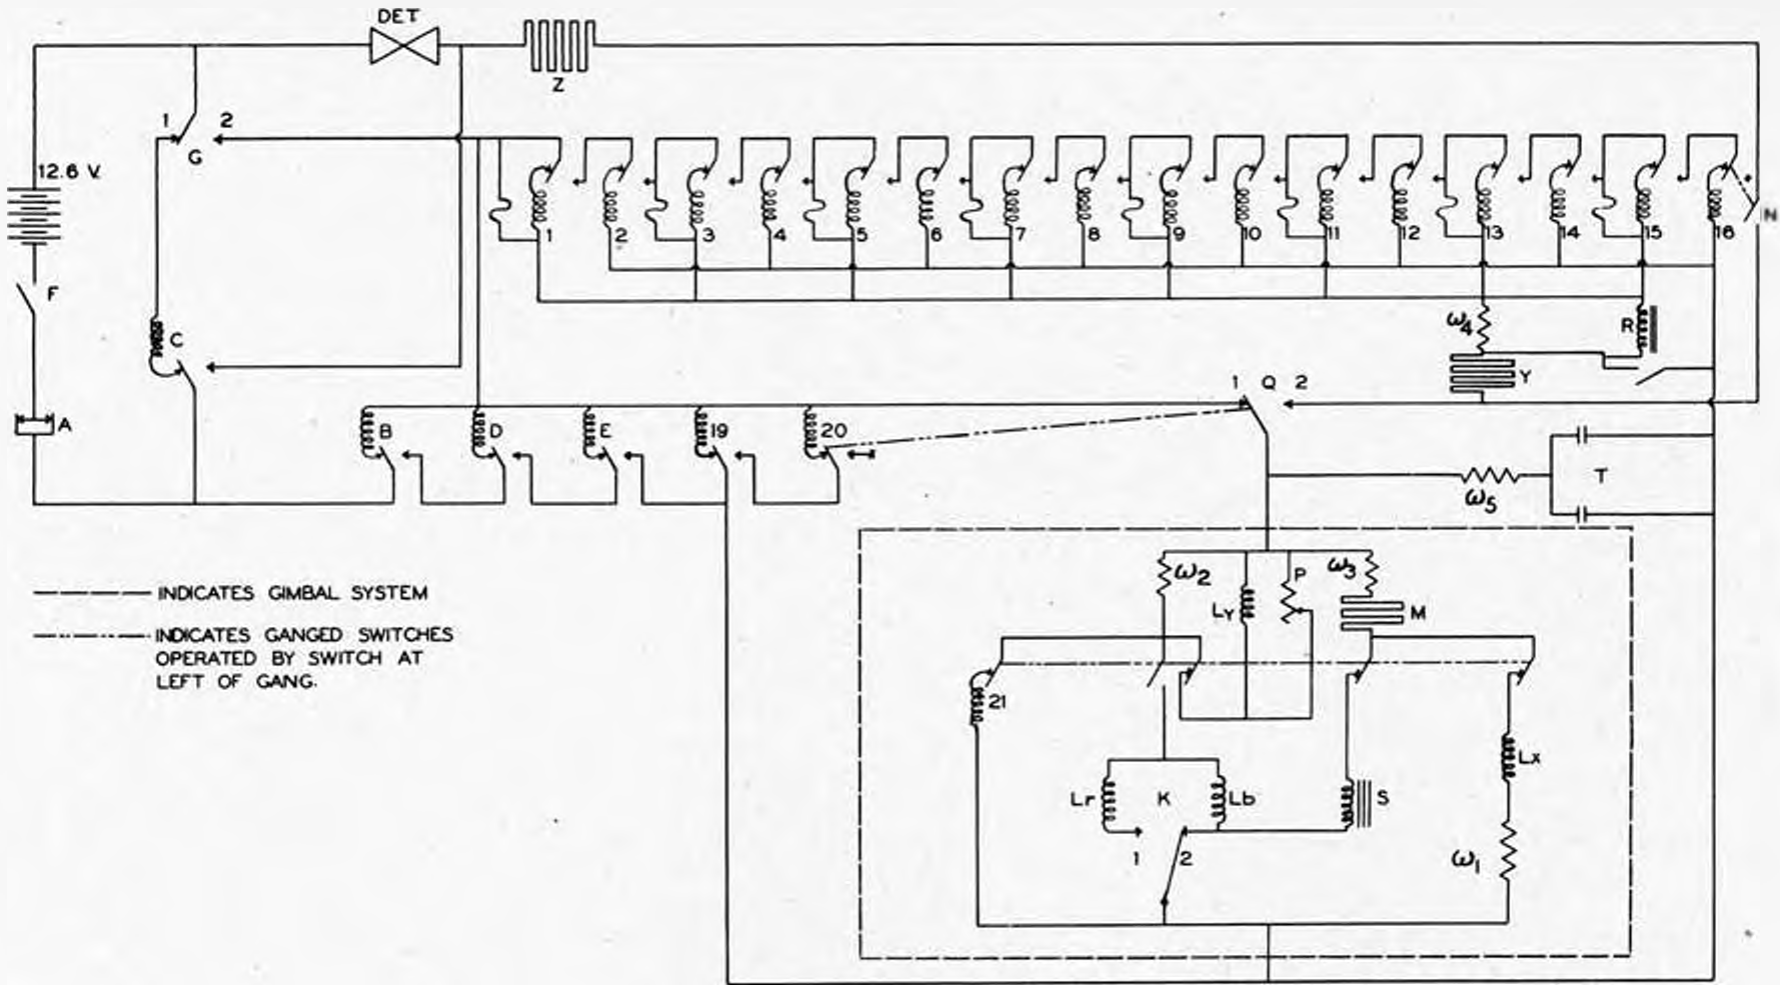 DET
Z
1 2
G
12.6 V.
N
1 2 3 4 5 6 7 8 9 10 11 12 13 14 15 16
F
C
ω4
R
Y
1 Q 2
A
B D E 19 20
ω5
T
INDICATES GIMBAL SYSTEM
INDICATES GANGED SWITCHES
OPERATED BY SWITCH AT
LEFT OF GANG.
ω2
P
ω3
Ly
M
21
Lx
Lr K Lb S
1 2
ω1